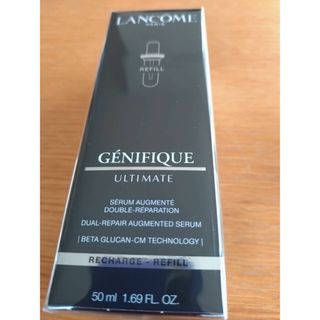 LANCÔME
PARIS
REFILL
GÉNIFIQUE
ULTIMATE
SÉRUM AUGMENTÉ
DOUBLE-RÉPARATION
DUAL-REPAIR AUGMENTED SERUM
| BETA GLUCAN-CM TECHNOLOGY |
RECHARGE - REFILL
50 ml 1.69 FL. OZ.